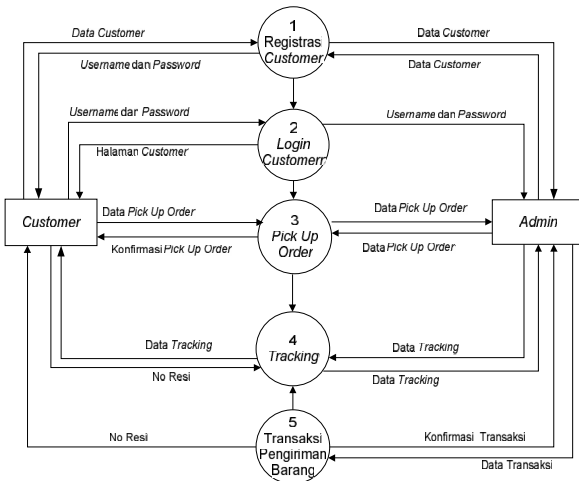 1
Registrasi
Customer
Data Customer
Data Customer
Username dan Password
Data Customer
2
Login
Customerr
Username dan Password
Username dan Password
Halaman Customer
Customer
Admin
3
Pick Up
Order
Data Pick Up Order
Data Pick Up Order
Konfirmasi Pick Up Order
Data Pick Up Order
4
Tracking
Data Tracking
Data Tracking
No Resi
Data Tracking
5
Transaksi
Pengiriman
Barang
No Resi
Konfirmasi Transaksi
Data Transaksi